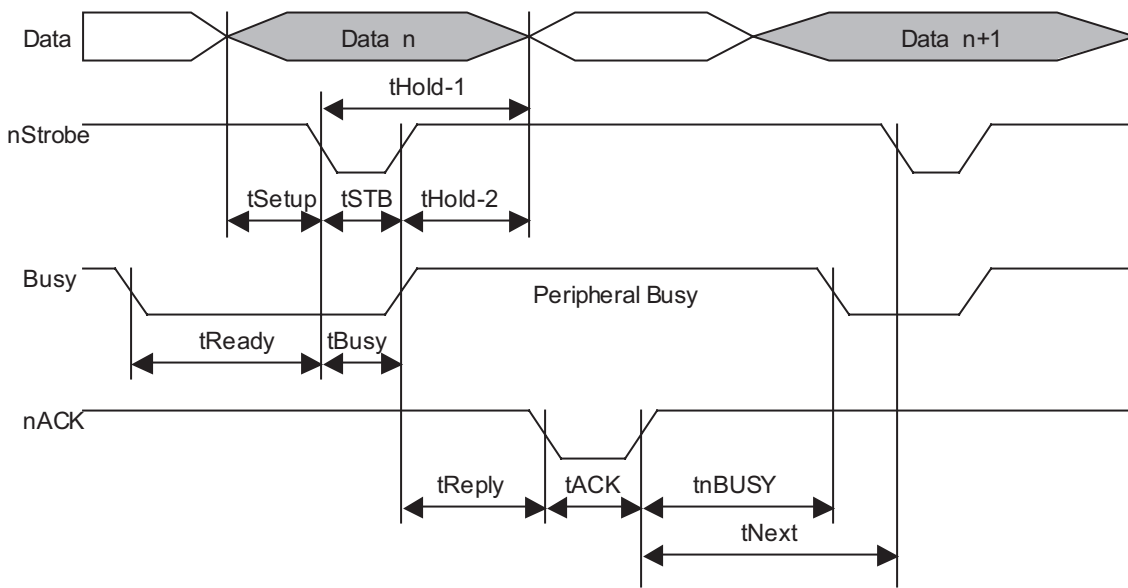 Data
Data n
Data n+1
tHold-1
nStrobe
tSetup
tSTB
tHold-2
Busy
Peripheral Busy
tReady
tBusy
nACK
tReply
tACK
tnBUSY
tNext